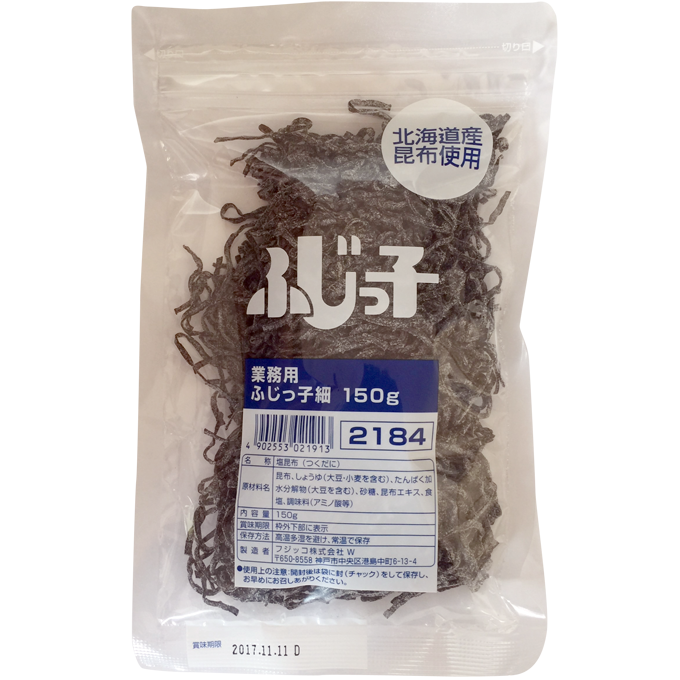 切り口
北海道産
昆布使用
ふじっ子
業務用
ふじっ子細 150g
4 902553 021913
2184
名 称 塩昆布(つくだに)
原材料名 昆布、しょうゆ(大豆・小麦を含む)、たんぱく加
水分解物(大豆を含む)、砂糖、昆布エキス、食
塩、調味料(アミノ酸等)
内 容 量 150g
賞味期限 枠外下部に表示
保存方法 高温多湿を避け、常温で保存
製 造 者 フジッコ株式会社 W
〒650-8558 神戸市中央区港島中町6-13-4
●使用上の注意:開封後は袋に封(チャック)をして保存し、
お早めにお召しあがりください。
賞味期限 2017.11.11 D